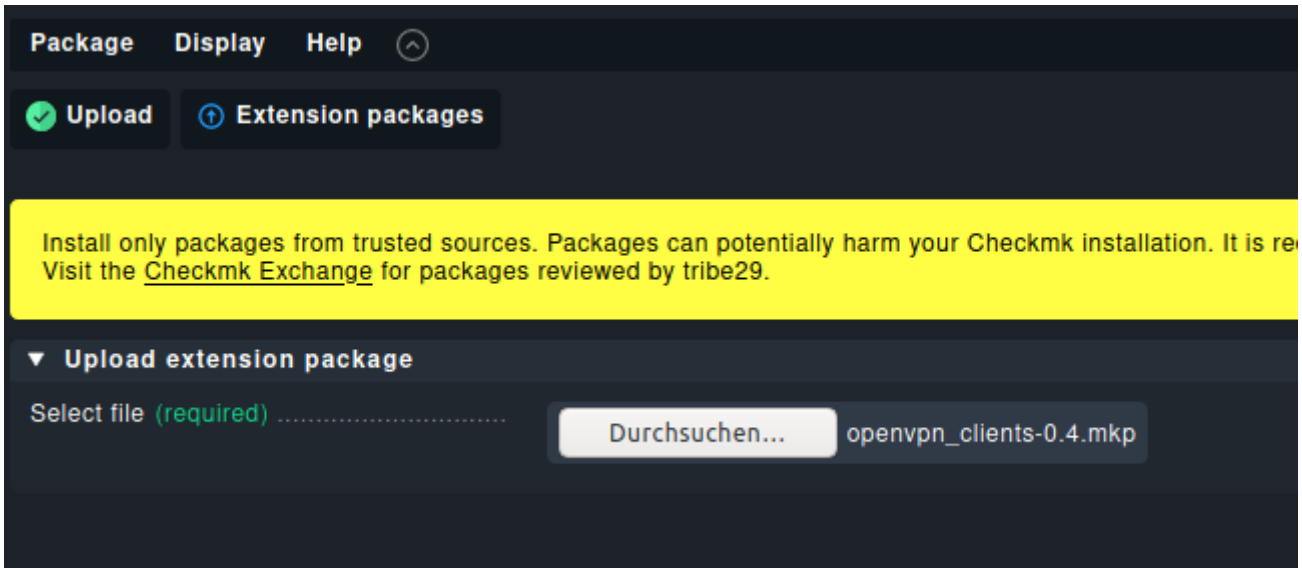 Package Display Help
Upload Extension packages
Install only packages from trusted sources. Packages can potentially harm your Checkmk installation. It is
Visit the Checkmk Exchange for packages reviewed by tribe29.
Upload extension package
Select file (required) ..............................
Durchsuchen... openvpn_clients-0.4.mkp